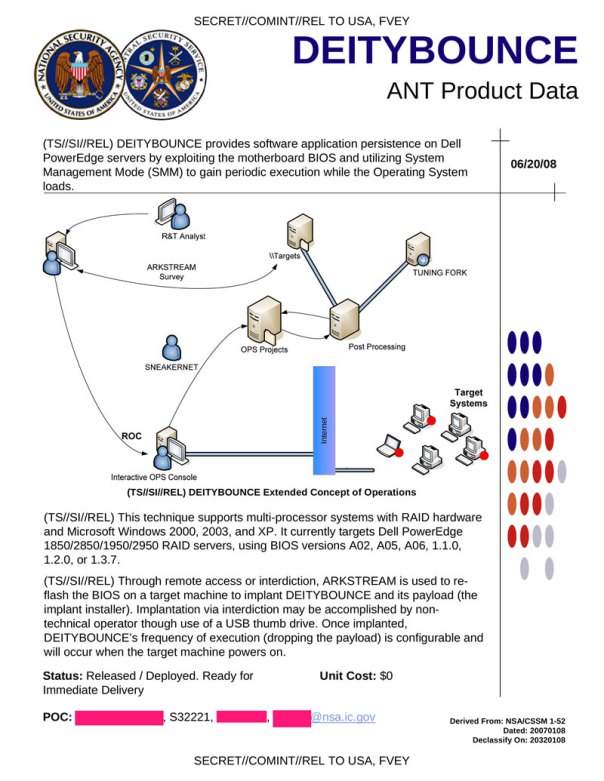 SECRET//COMINT//REL TO USA, FVEY
DEITYBOUNCE
ANT Product Data
NATIONAL SECURITY AGENCY
UNITED STATES OF AMERICA
CENTRAL SECURITY SERVICE
UNITED STATES OF AMERICA
(TS//SI//REL) DEITYBOUNCE provides software application persistence on Dell
PowerEdge servers by exploiting the motherboard BIOS and utilizing System
Management Mode (SMM) to gain periodic execution while the Operating System
loads.
06/20/08
R&T Analyst
\\Targets
ARKSTREAM
Survey
TUNING FORK
OPS Projects
Post Processing
SNEAKERNET
Target
Systems
Internet
ROC
Interactive OPS Console
(TS//SI//REL) DEITYBOUNCE Extended Concept of Operations
(TS//SI//REL) This technique supports multi-processor systems with RAID hardware
and Microsoft Windows 2000, 2003, and XP. It currently targets Dell PowerEdge
1850/2850/1950/2950 RAID servers, using BIOS versions A02, A05, A06, 1.1.0,
1.2.0, or 1.3.7.
(TS//SI//REL) Through remote access or interdiction, ARKSTREAM is used to re-
flash the BIOS on a target machine to implant DEITYBOUNCE and its payload (the
implant installer). Implantation via interdiction may be accomplished by non-
technical operator though use of a USB thumb drive. Once implanted,
DEITYBOUNCE's frequency of execution (dropping the payload) is configurable and
will occur when the target machine powers on.
Status: Released / Deployed. Ready for
Immediate Delivery
Unit Cost: $0
POC: , S32221, , @nsa.ic.gov
Derived From: NSA/CSSM 1-52
Dated: 20070108
Declassify On: 20320108
SECRET//COMINT//REL TO USA, FVEY